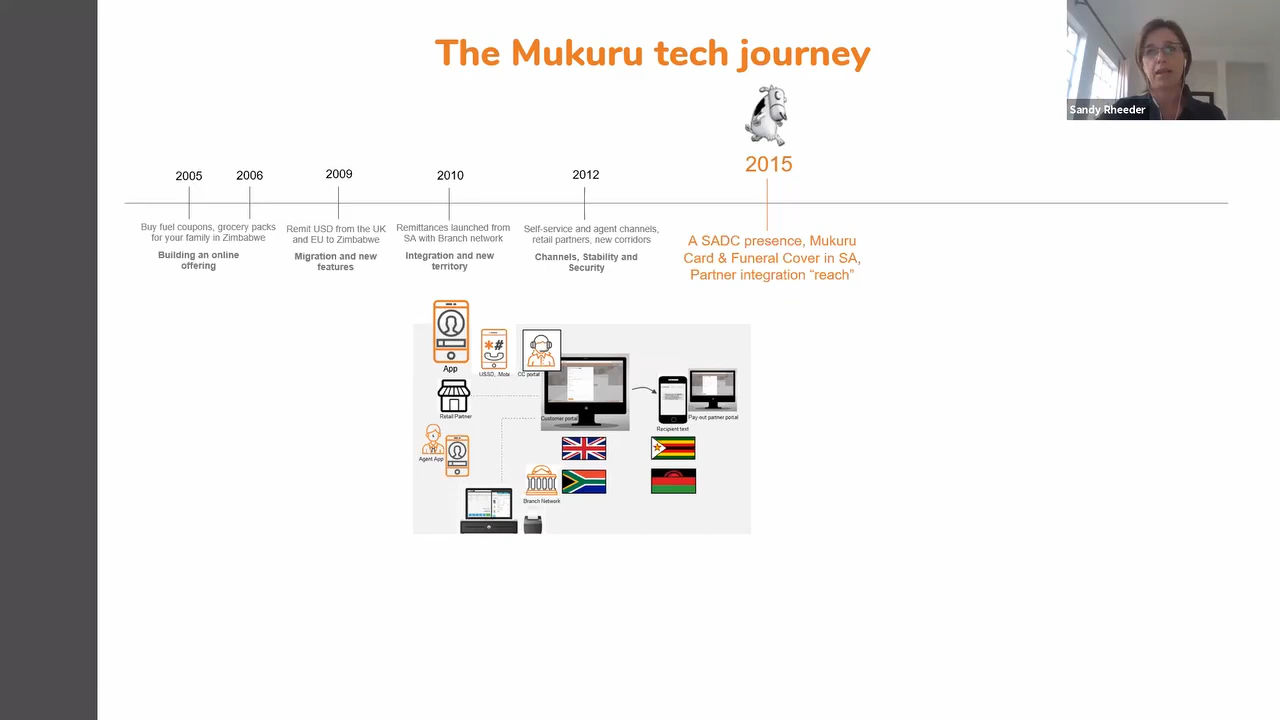 The Mukuru tech journey
Sandy Rheeder
2015
2005
2006
2009
2010
2012
Buy fuel coupons, grocery packs
for your family in Zimbabwe
Building an online
offering
Remit USD from the UK
and EU to Zimbabwe
Migration and new
features
Remittances launched from
SA with Branch network
Integration and new
territory
Self-service and agent channels,
retail partners, new corridors
Channels, Stability and
Security
A SADC presence, Mukuru
Card & Funeral Cover in SA,
Partner integration “reach”
*#
App
USSD, .Mobi
CC portal
Retail Partner
Customer portal
Pay-out partner portal
Recipient text
Agent App
Branch Network